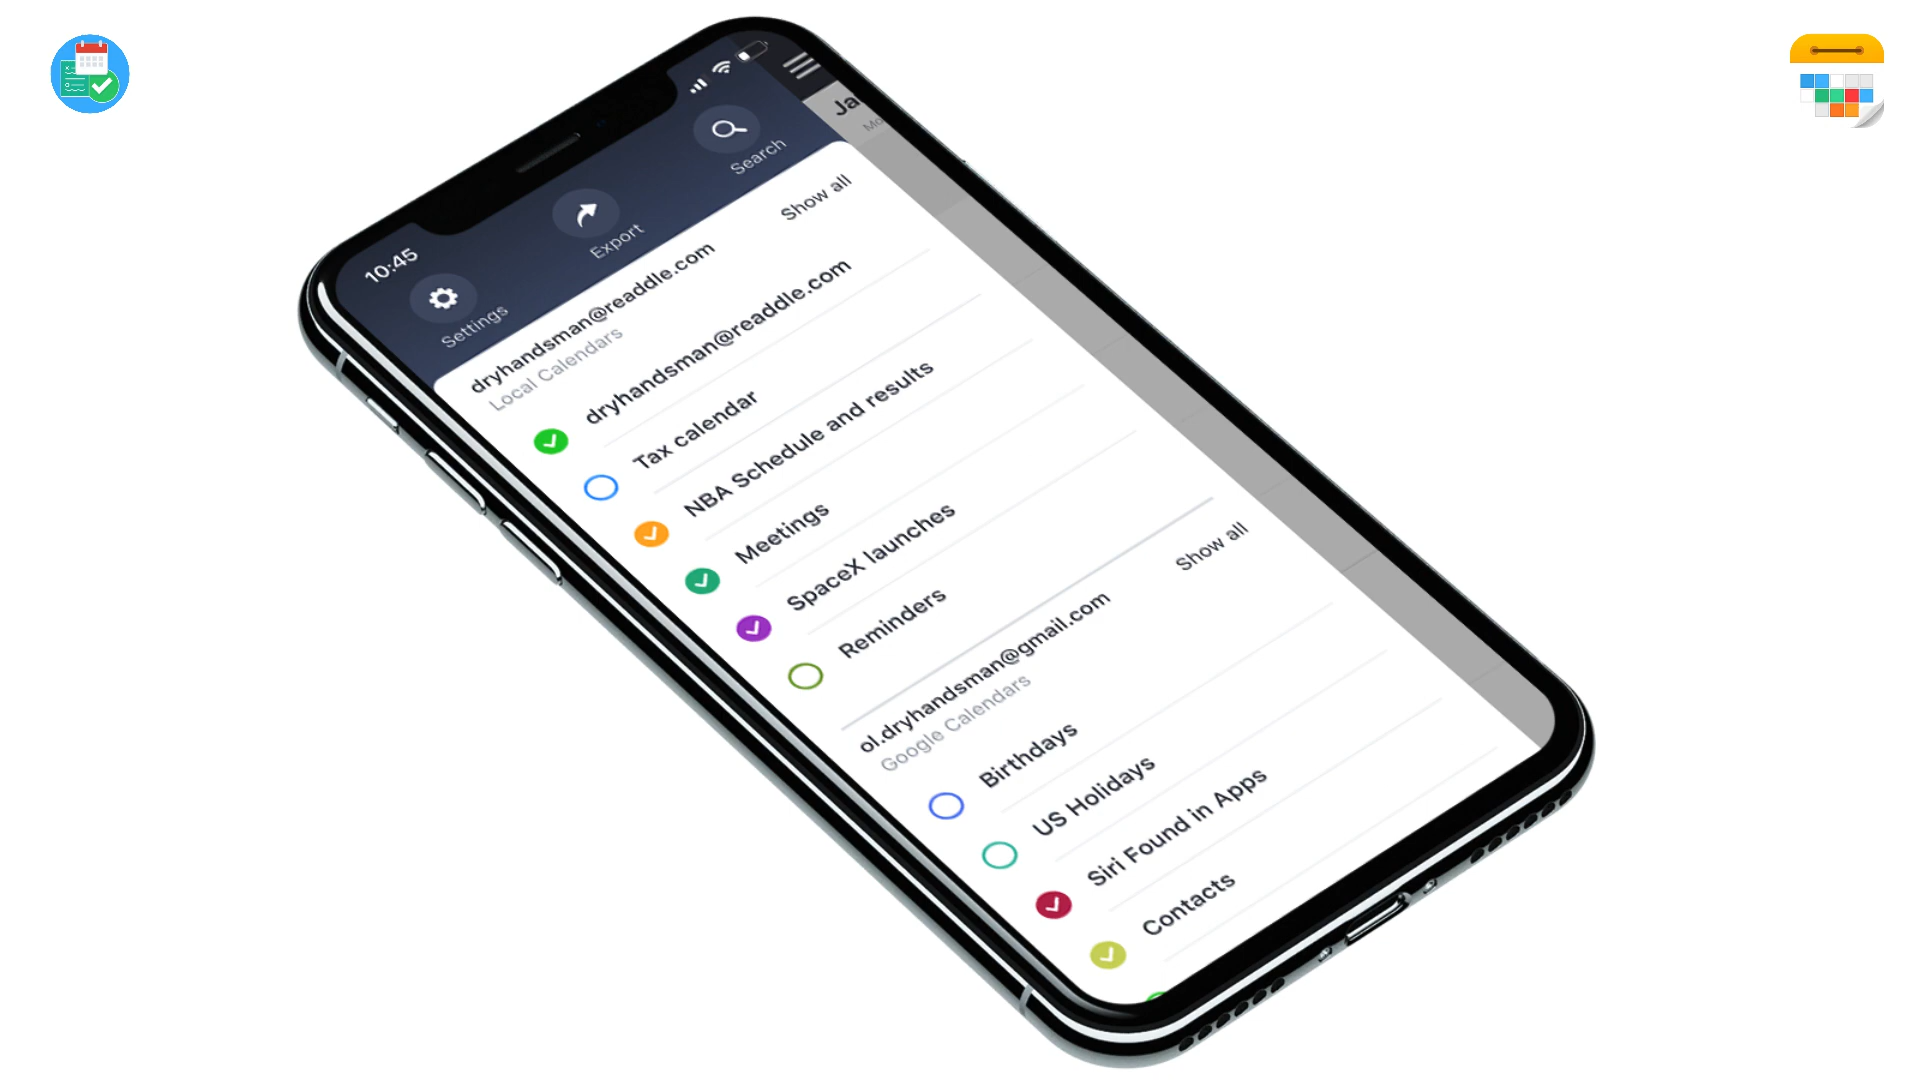 10:45
Settings
Export
Search
Ja
Mo
dryhandsman@readdle.com
Show all
Local Calendars
dryhandsman@readdle.com
Tax calendar
NBA Schedule and results
Meetings
SpaceX launches
Reminders
ol.dryhandsman@gmail.com
Show all
Google Calendars
Birthdays
US Holidays
Siri Found in Apps
Contacts